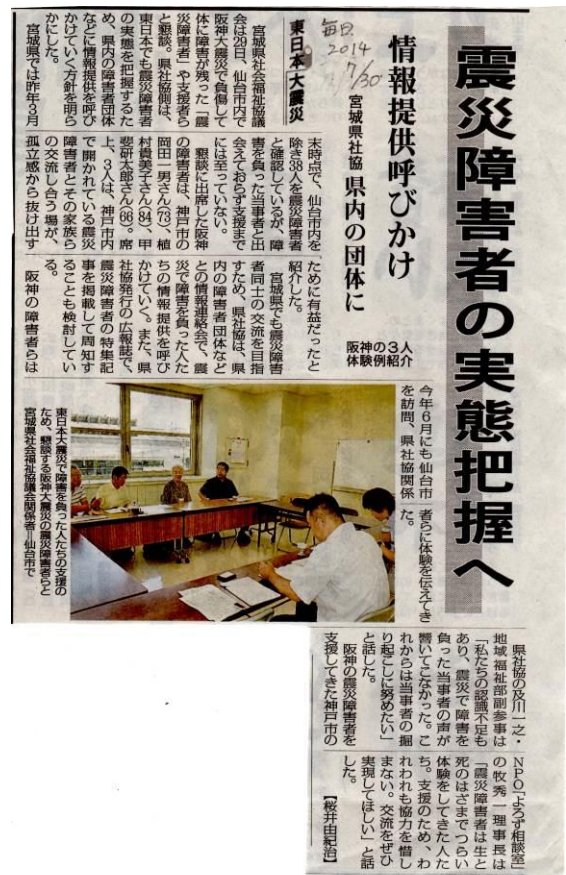 震災障害者の実態把握へ
情報提供呼びかけ
宮城県社協 県内の団体に
阪神の3人
体験例紹介
毎日
2014
7/30
東日本大震災
宮城県社会福祉協議
会は29日、仙台市内で
阪神大震災で負傷して
体に障害が残った「震
災障害者」や支援者ら
と懇談。県社協側は、
東日本でも震災障害者
の実態を把握するた
め、県内の障害者団体
などに情報提供を呼び
かけていく方針を明ら
かにした。
宮城県では昨年3月
末時点で、仙台市内を
除き38人を震災障害者
と確認しているが、障
害を負った当事者と出
会えておらず支援まで
には至っていない。
懇談に出席した阪神
の障害者は、神戸市の
岡田一男さん(73)、植
村貴美子さん(84)、甲
斐研太郎さん(66)。席
上、3人は、神戸市内
で開かれている震災
障害者とその家族ら
の交流し合う場が、
孤立感から抜け出す
ために有益だったと
紹介した。
宮城県でも震災障害
者同士の交流を目指
すため、県社協は、県
内の障害者団体など
との情報連絡会で、震
災で障害を負った人た
ちの情報提供を呼び
かけていく。また、県
社協発行の広報誌で、
震災障害者の特集記
事を掲載して周知す
ることも検討してい
る。
阪神の障害者らは
今年6月にも仙台市
を訪問、県社協関係
者らに体験を伝えてき
た。
東日本大震災で障害を負った人たちの支援の
ため、懇談する阪神大震災の震災障害者らと
宮城県社会福祉協議会関係者=仙台市で
県社協の及川一之・
地域福祉部副参事は
「私たちの認識不足も
あり、震災で障害を
負った当事者の声が
響いてこなかった。こ
れからは当事者の掘
り起こしに努めたい」
と話した。
阪神の震災障害者を
支援してきた神戸市の
NPO「よろず相談室」
の牧秀一理事長は
「震災障害者は生と
死のはざまでつらい
体験をしてきた人た
ち。支援のため、わ
れわれも協力を惜し
まない。交流をぜひ
実現してほしい」と話
した。
【桜井由紀治】